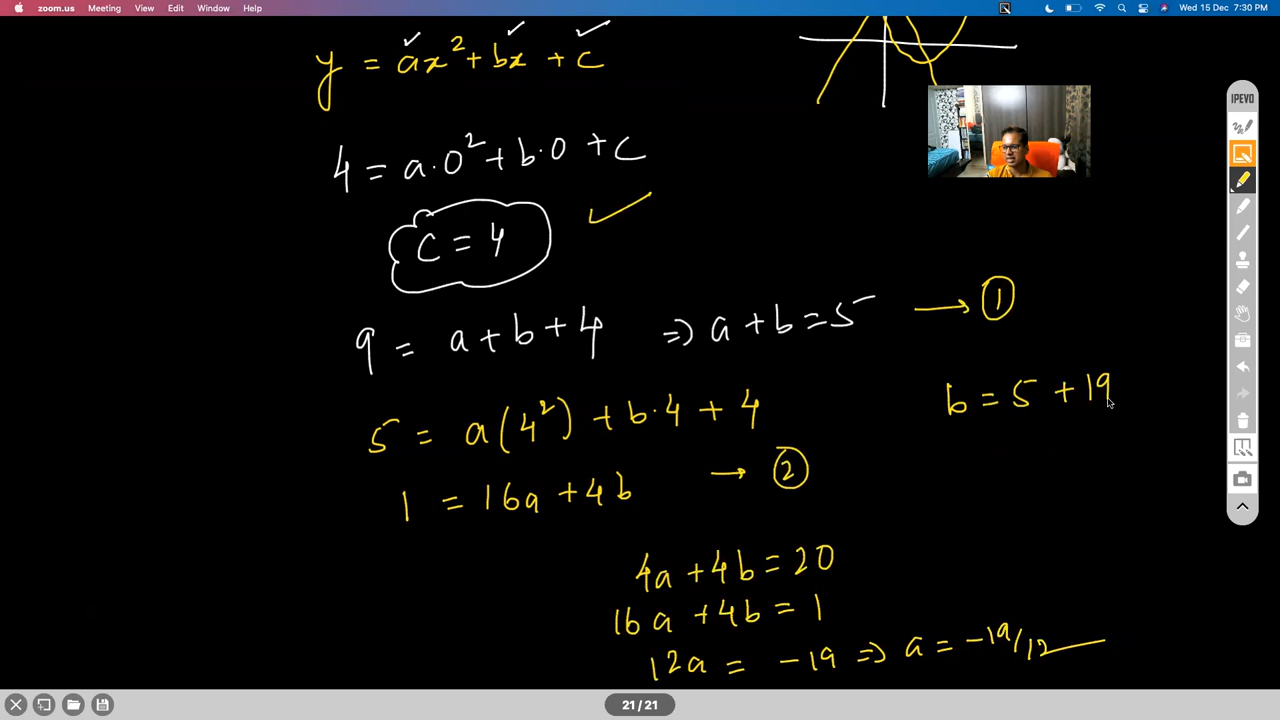 zoom.us Meeting View Edit Window Help Wed 15 Dec 7:30 PM
y = ax² + bx + c
4 = a·0² + b·0 + c
c = 4
IPEVO
9 = a + b + 4 ⇒ a + b = 5 → ①
b = 5 + 19
5 = a(4²) + b·4 + 4
1 = 16a + 4b → ②
4a + 4b = 20
16a + 4b = 1
12a = -19 ⇒ a = -19/12
21/21